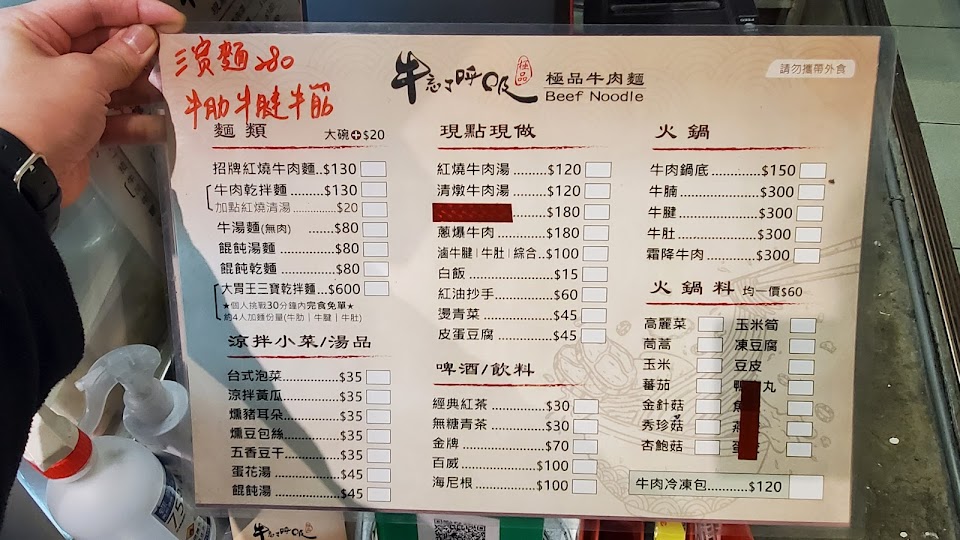 三寶麵 280
牛肋牛腱牛筋
牛忘了呼吸
極品
極品牛肉麵
Beef Noodle
請勿攜帶外食
麵類 大碗+$20
招牌紅燒牛肉麵..$130
牛肉乾拌麵..........$130
加點紅燒清湯..................$20
牛湯麵(無肉) .......$80
餛飩湯麵 ..............$80
餛飩乾麵 ..............$80
大胃王三寶乾拌麵..$600
★個人挑戰30分鐘內完食免單★
約4人加麵份量(牛肋｜牛腱｜牛肚)
涼拌小菜/湯品
台式泡菜...............$35
涼拌黃瓜...............$35
燻豬耳朵...............$35
燻豆包絲...............$35
五香豆干...............$35
蛋花湯..................$45
餛飩湯..................$45
現點現做
紅燒牛肉湯...........$120
清燉牛肉湯...........$120
......$180
蔥爆牛肉..............$180
滷牛腱｜牛肚｜綜合..$100
白飯.....................$15
紅油抄手...............$60
燙青菜..................$45
皮蛋豆腐...............$45
啤酒/飲料
經典紅茶 ..............$30
無糖青茶 ..............$30
金牌.....................$70
百威....................$100
海尼根.................$100
火鍋
牛肉鍋底..........$150
牛腩.................$300
牛腱.................$300
牛肚.................$300
霜降牛肉..........$300
火鍋料 均一價$60
高麗菜
茼蒿
玉米
蕃茄
金針菇
秀珍菇
杏鮑菇
玉米筍
凍豆腐
豆皮
鴨 丸
牛肉冷凍包..........$120
牛忘了呼吸